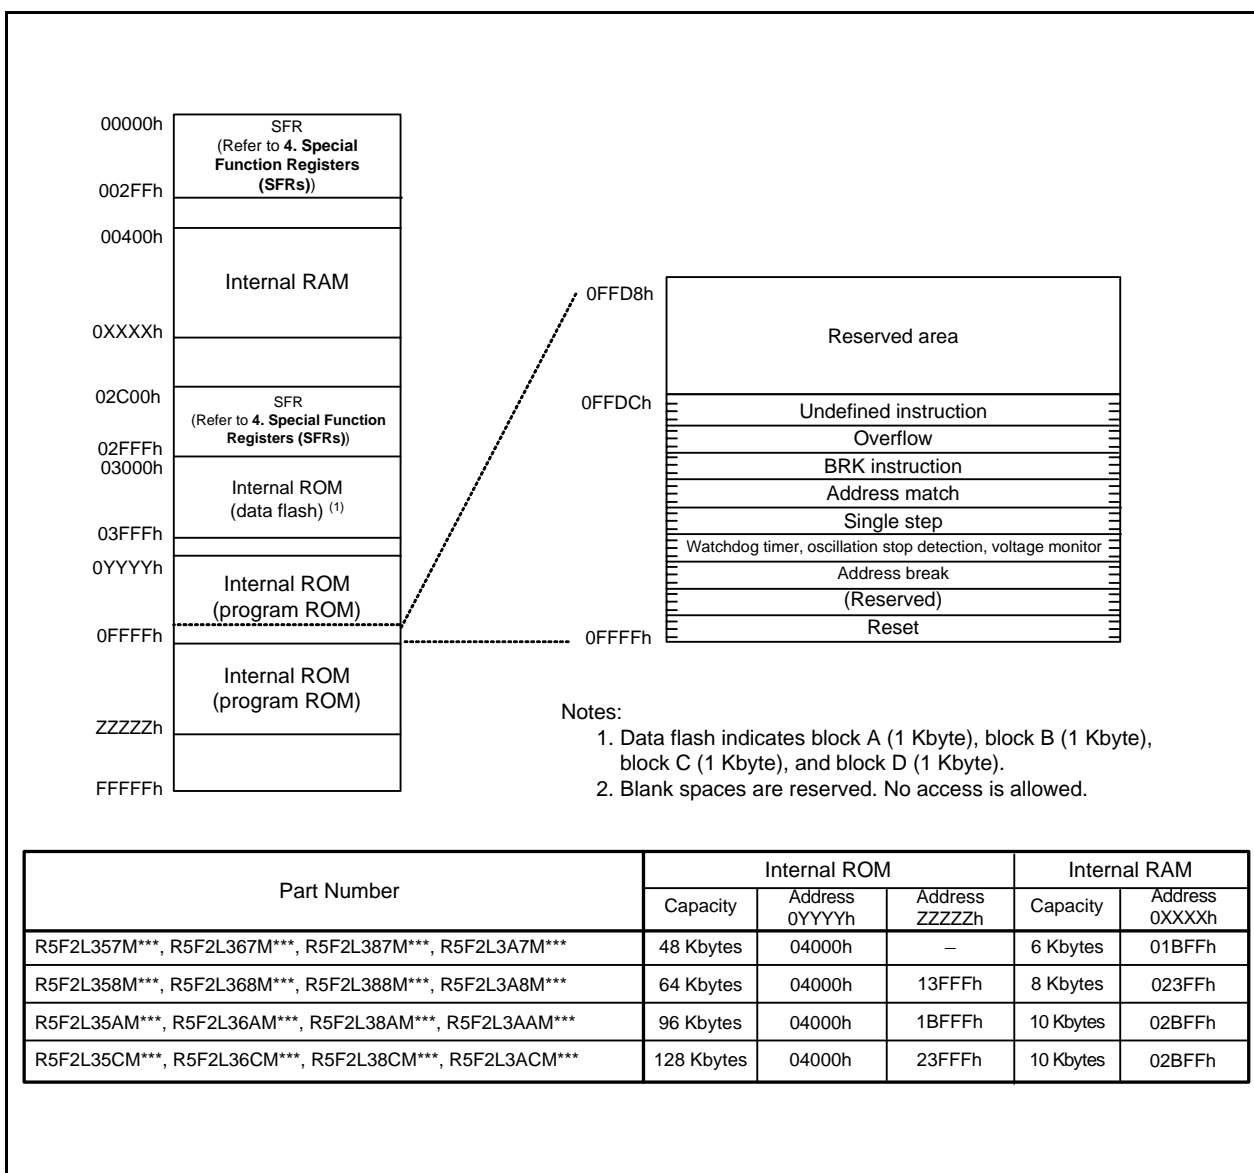 00000h
SFR
(Refer to 4. Special
Function Registers
(SFRs))
002FFh
00400h
Internal RAM
0XXXXh
02C00h
SFR
(Refer to 4. Special Function
Registers (SFRs))
02FFFh
03000h
Internal ROM
(data flash) (1)
03FFFh
0YYYYh
Internal ROM
(program ROM)
0FFFFh
Internal ROM
(program ROM)
ZZZZZh
FFFFFh
0FFD8h
Reserved area
0FFDCh
Undefined instruction
Overflow
BRK instruction
Address match
Single step
Watchdog timer, oscillation stop detection, voltage monitor
Address break
(Reserved)
Reset
0FFFFh
Notes:
1. Data flash indicates block A (1 Kbyte), block B (1 Kbyte),
block C (1 Kbyte), and block D (1 Kbyte).
2. Blank spaces are reserved. No access is allowed.
Part Number Internal ROM Internal RAM
Capacity Address 0YYYYh Address ZZZZZh Capacity Address 0XXXXh
R5F2L357M***, R5F2L367M***, R5F2L387M***, R5F2L3A7M*** 48 Kbytes 04000h – 6 Kbytes 01BFFh
R5F2L358M***, R5F2L368M***, R5F2L388M***, R5F2L3A8M*** 64 Kbytes 04000h 13FFFh 8 Kbytes 023FFh
R5F2L35AM***, R5F2L36AM***, R5F2L38AM***, R5F2L3AAM*** 96 Kbytes 04000h 1BFFFh 10 Kbytes 02BFFh
R5F2L35CM***, R5F2L36CM***, R5F2L38CM***, R5F2L3ACM*** 128 Kbytes 04000h 23FFFh 10 Kbytes 02BFFh